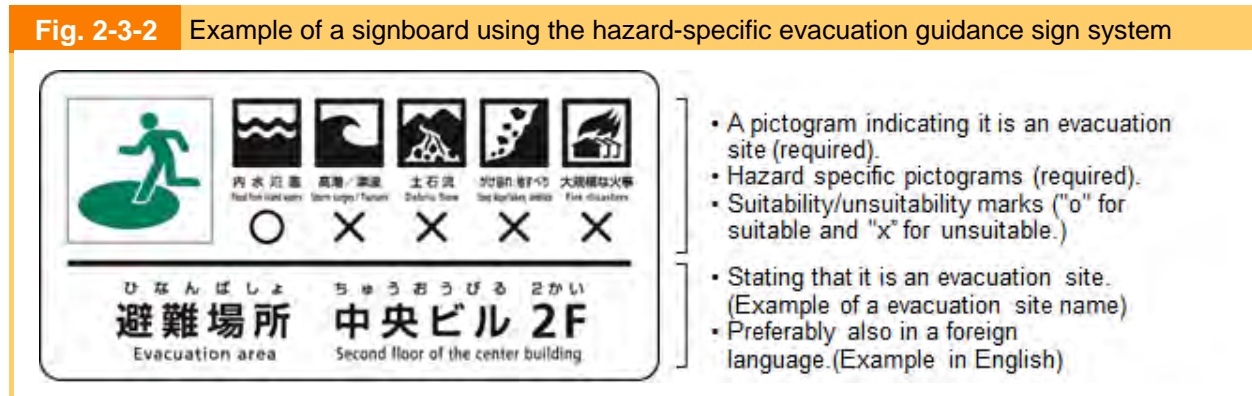 Fig. 2-3-2 Example of a signboard using the hazard-specific evacuation guidance sign system
内水氾濫 高潮/津波 土石流 がけ崩れ・地すべり 大規模な火事
Flood from inland waters Storm surges / Tsunami Debris flow Fire disasters
○ × × × ×
ひなんばしょ ちゅうおうびる 2かい
避難場所 中央ビル 2F
Evacuation area Second floor of the center building
• A pictogram indicating it is an evacuation
site (required).
• Hazard specific pictograms (required).
• Suitability/unsuitability marks ("o" for
suitable and "x" for unsuitable.)
• Stating that it is an evacuation site.
(Example of a evacuation site name)
• Preferably also in a foreign
language.(Example in English)